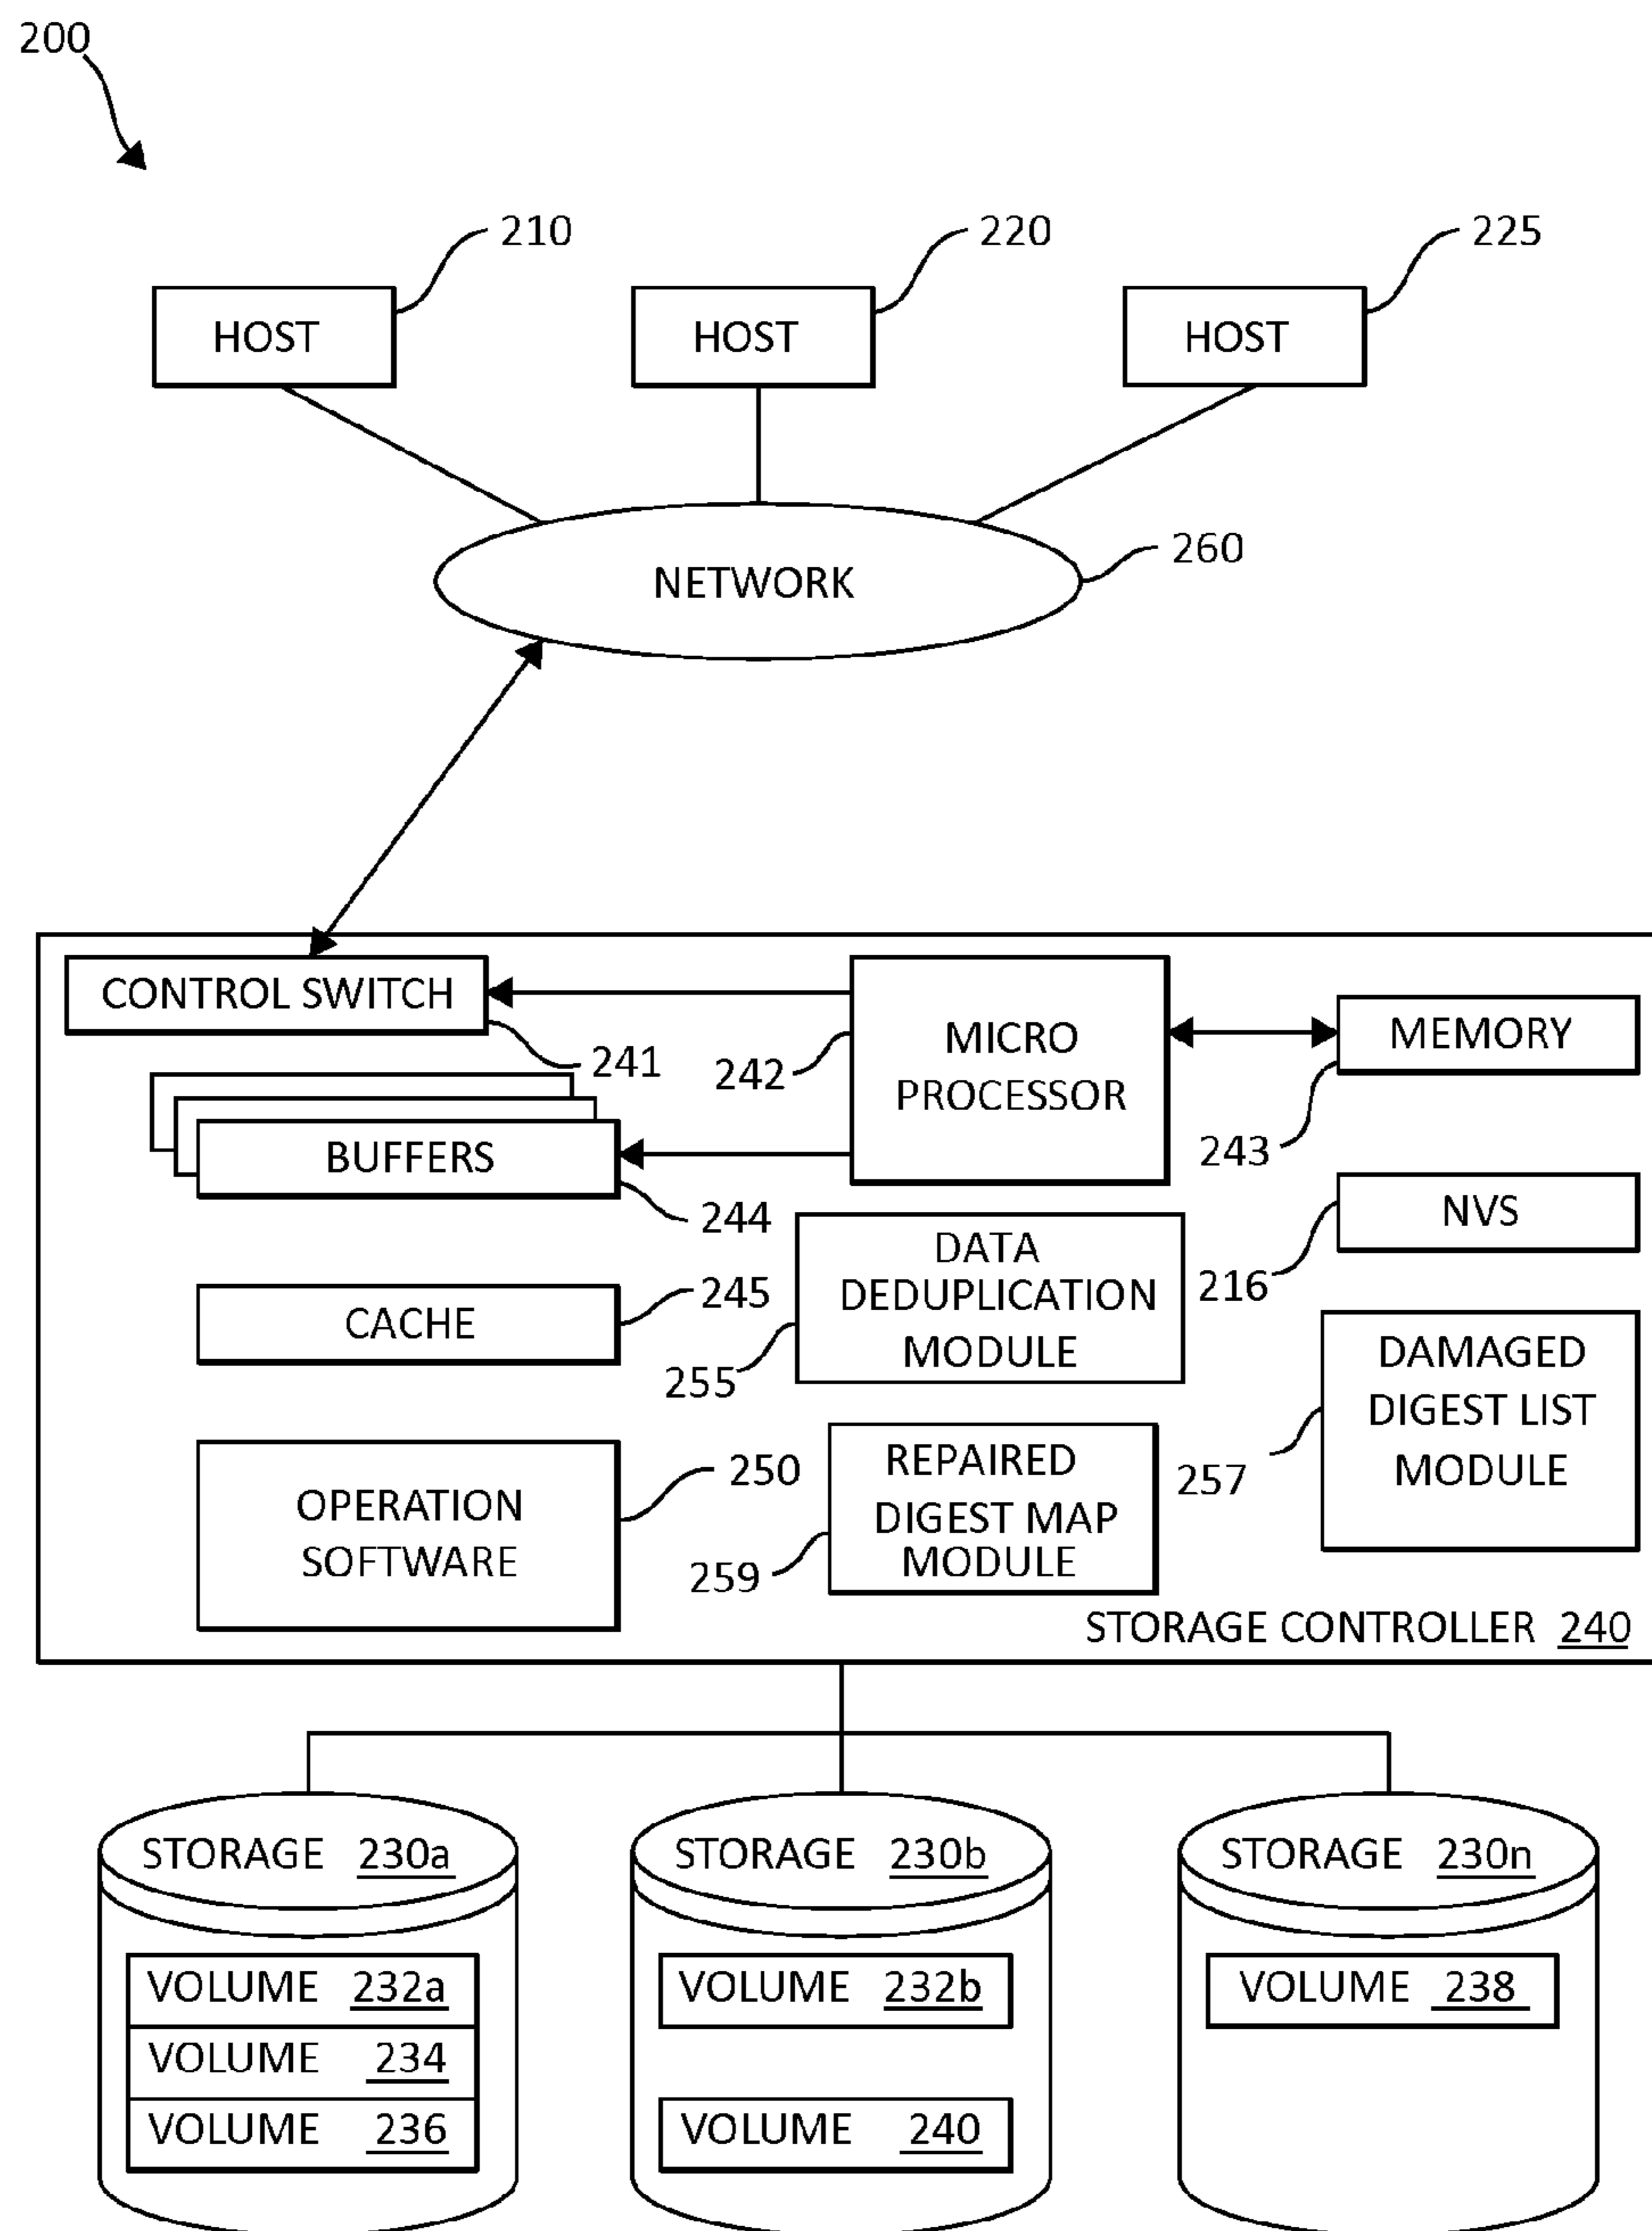 200
210
220
225
HOST
HOST
HOST
260
NETWORK
CONTROL SWITCH
241
242
MICRO
PROCESSOR
MEMORY
243
BUFFERS
244
NVS
216
DATA
DEDUPLICATION
MODULE
255
CACHE
245
DAMAGED
DIGEST LIST
MODULE
257
OPERATION
SOFTWARE
250
REPAIRED
DIGEST MAP
MODULE
259
STORAGE CONTROLLER 240
STORAGE 230a
STORAGE 230b
STORAGE 230n
VOLUME 232a
VOLUME 234
VOLUME 236
VOLUME 232b
VOLUME 240
VOLUME 238